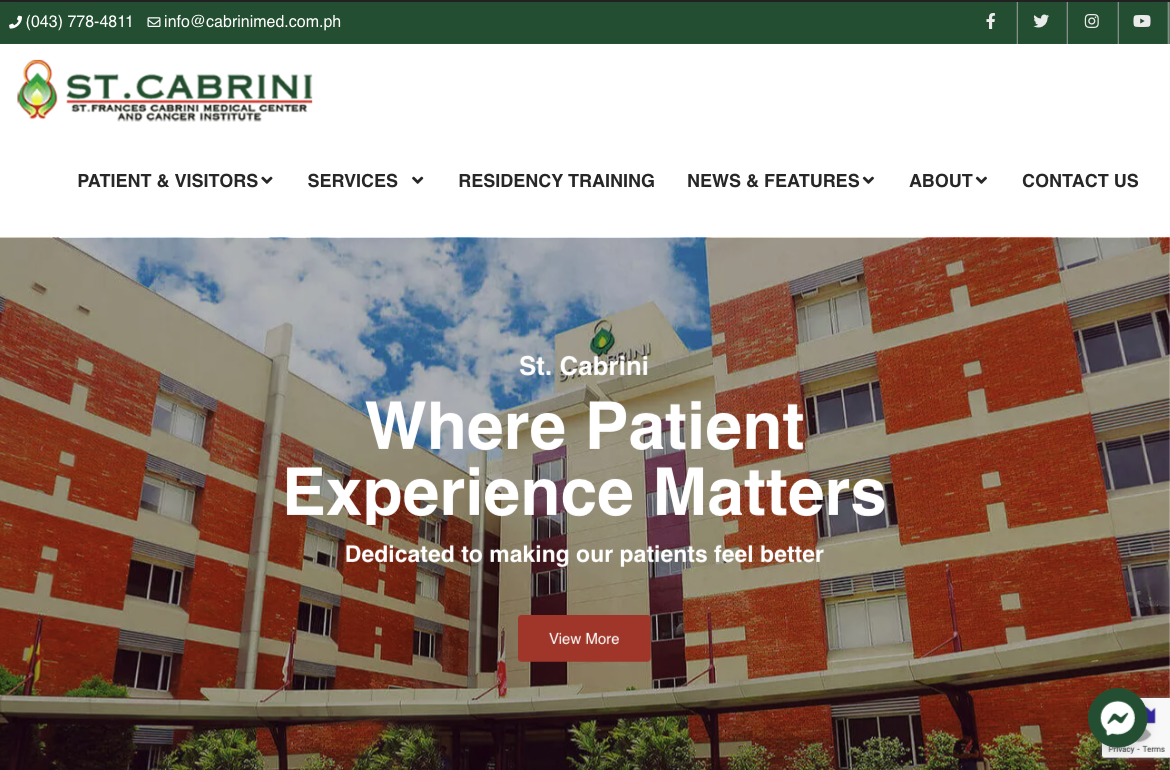 (043) 778-4811 info@cabrinimed.com.ph
ST.CABRINI
ST.FRANCES CABRINI MEDICAL CENTER
AND CANCER INSTITUTE
PATIENT & VISITORS SERVICES RESIDENCY TRAINING NEWS & FEATURES ABOUT CONTACT US
St. Cabrini
Where Patient
Experience Matters
Dedicated to making our patients feel better
View More
Privacy - Terms